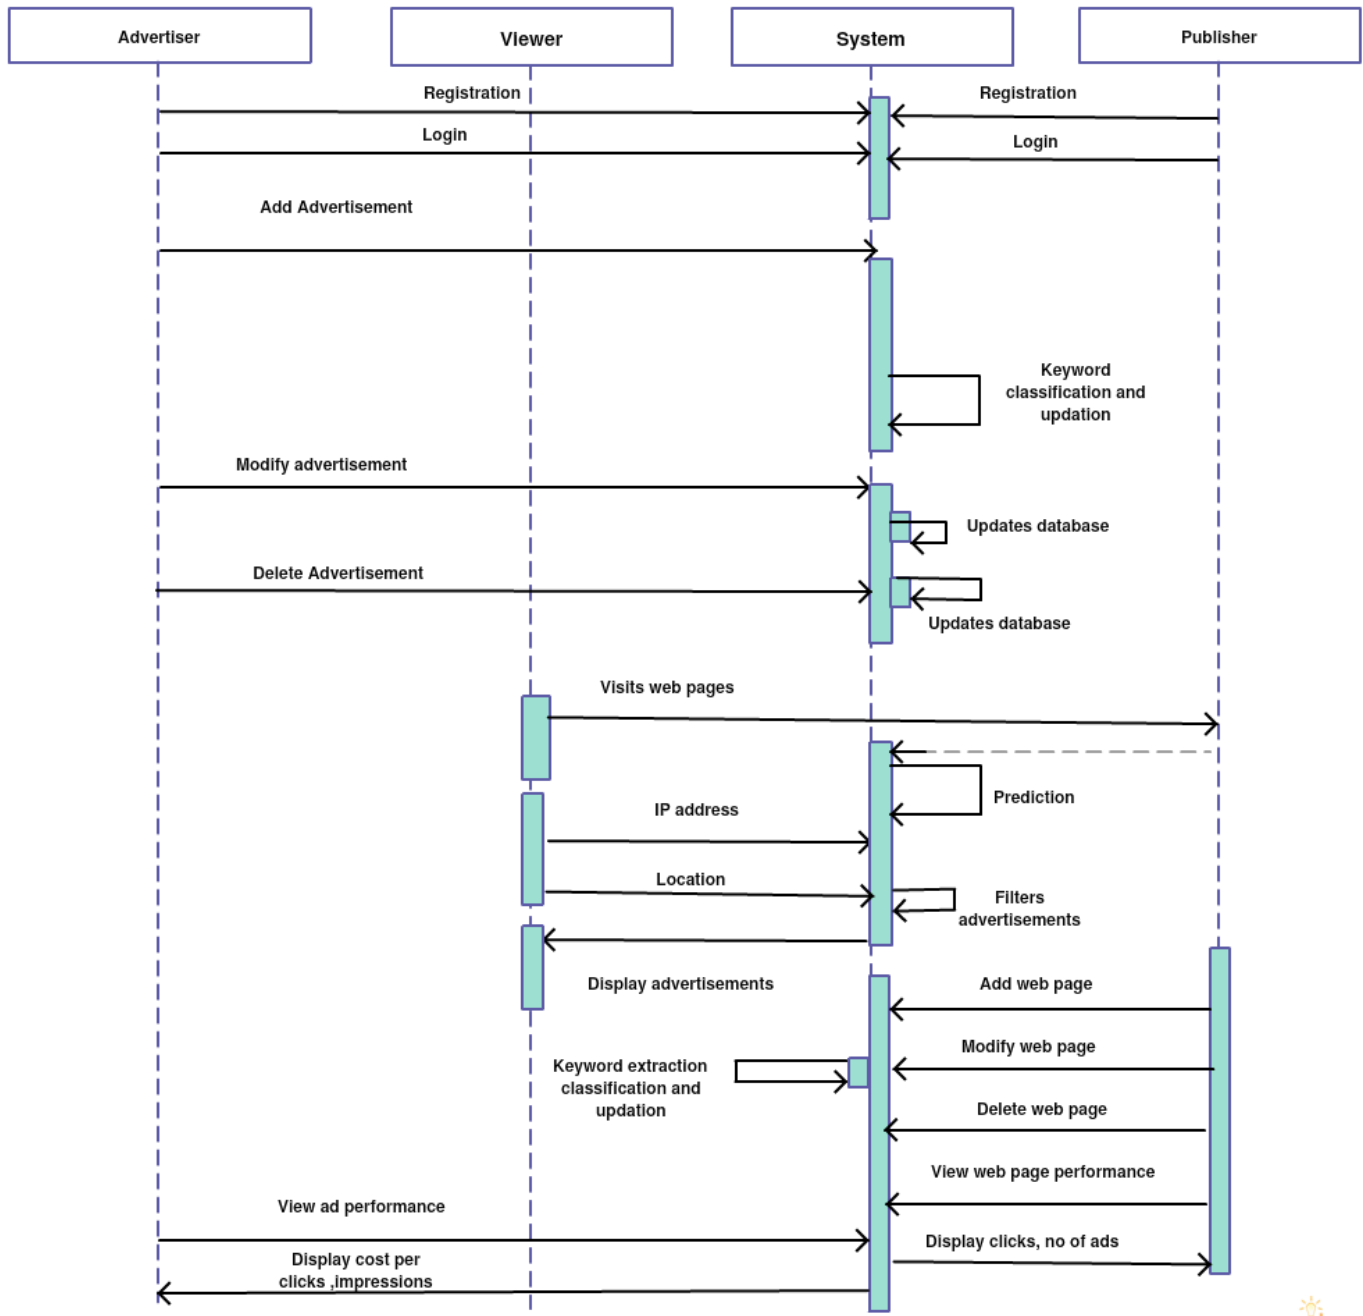 Advertiser
Viewer
System
Publisher
Registration
Registration
Login
Login
Add Advertisement
Keyword
classification and
updation
Modify advertisement
Updates database
Delete Advertisement
Updates database
Visits web pages
Prediction
IP address
Location
Filters
advertisements
Display advertisements
Add web page
Modify web page
Keyword extraction
classification and
updation
Delete web page
View web page performance
View ad performance
Display clicks, no of ads
Display cost per
clicks ,impressions